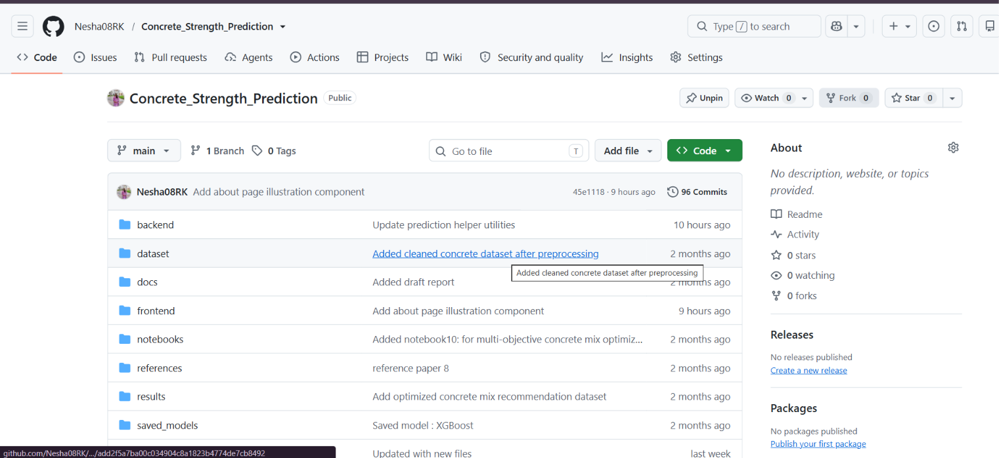 Nesha08RK / Concrete_Strength_Prediction
Type / to search
Code Issues Pull requests Agents Actions Projects Wiki Security and quality Insights Settings
Concrete_Strength_Prediction Public
Unpin Watch 0 Fork 0 Star 0
main 1 Branch 0 Tags
Go to file T Add file Code
Nesha08RK Add about page illustration component 45e1118 · 9 hours ago 96 Commits
backend Update prediction helper utilities 10 hours ago
dataset Added cleaned concrete dataset after preprocessing 2 months ago
Added cleaned concrete dataset after preprocessing
docs Added draft report 2 months ago
frontend Add about page illustration component 9 hours ago
notebooks Added notebook10: for multi-objective concrete mix optimiz... 2 months ago
references reference paper 8 2 months ago
results Add optimized concrete mix recommendation dataset 2 months ago
saved_models Saved model : XGBoost 2 months ago
Updated with new files last week
About
No description, website, or topics
provided.
Readme
Activity
0 stars
0 watching
0 forks
Releases
No releases published
Create a new release
Packages
No packages published
Publish your first package
github.com/Nesha08RK/.../add2f5a7ba00c034904c8a1823b4774de7cb8492